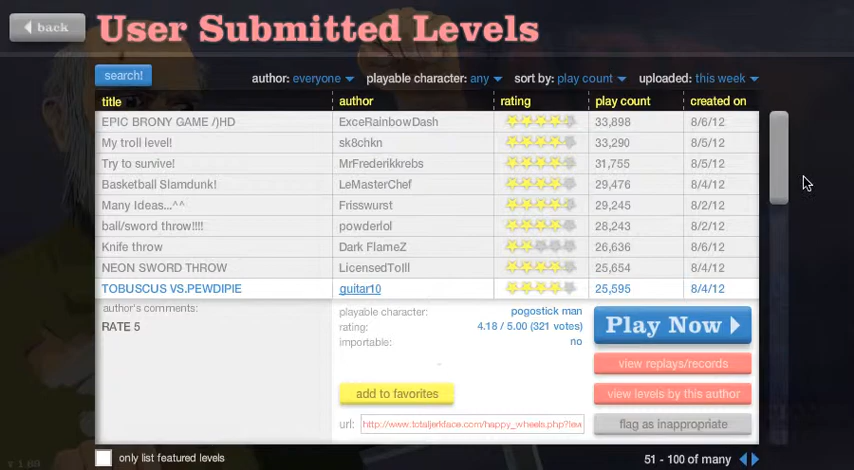 back
User Submitted Levels
search!
author: everyone playable character: any sort by: play count uploaded: this week
title author rating play count created on
EPIC BRONY GAME /)HD ExceRainbowDash 33,898 8/6/12
My troll level! sk8chkn 33,290 8/5/12
Try to survive! MrFrederikkrebs 31,755 8/5/12
Basketball Slamdunk! LeMasterChef 29,476 8/4/12
Many Ideas...^^ Frisswurst 29,245 8/2/12
ball/sword throw!!!! powderlol 28,243 8/2/12
Knife throw Dark FlameZ 26,636 8/6/12
NEON SWORD THROW LicensedToIll 25,654 8/2/12
TOBUSCUS VS.PEWDIPIE guitar10 25,595 8/4/12
author's comments:
RATE 5
playable character: pogostick man
rating: 4.18 / 5.00 (321 votes)
importable: no
Play Now
view replays/records
add to favorites
view levels by this author
url: http://www.totaljerkface.com/happy_wheels.php?lev
flag as inappropriate
only list featured levels
51 - 100 of many